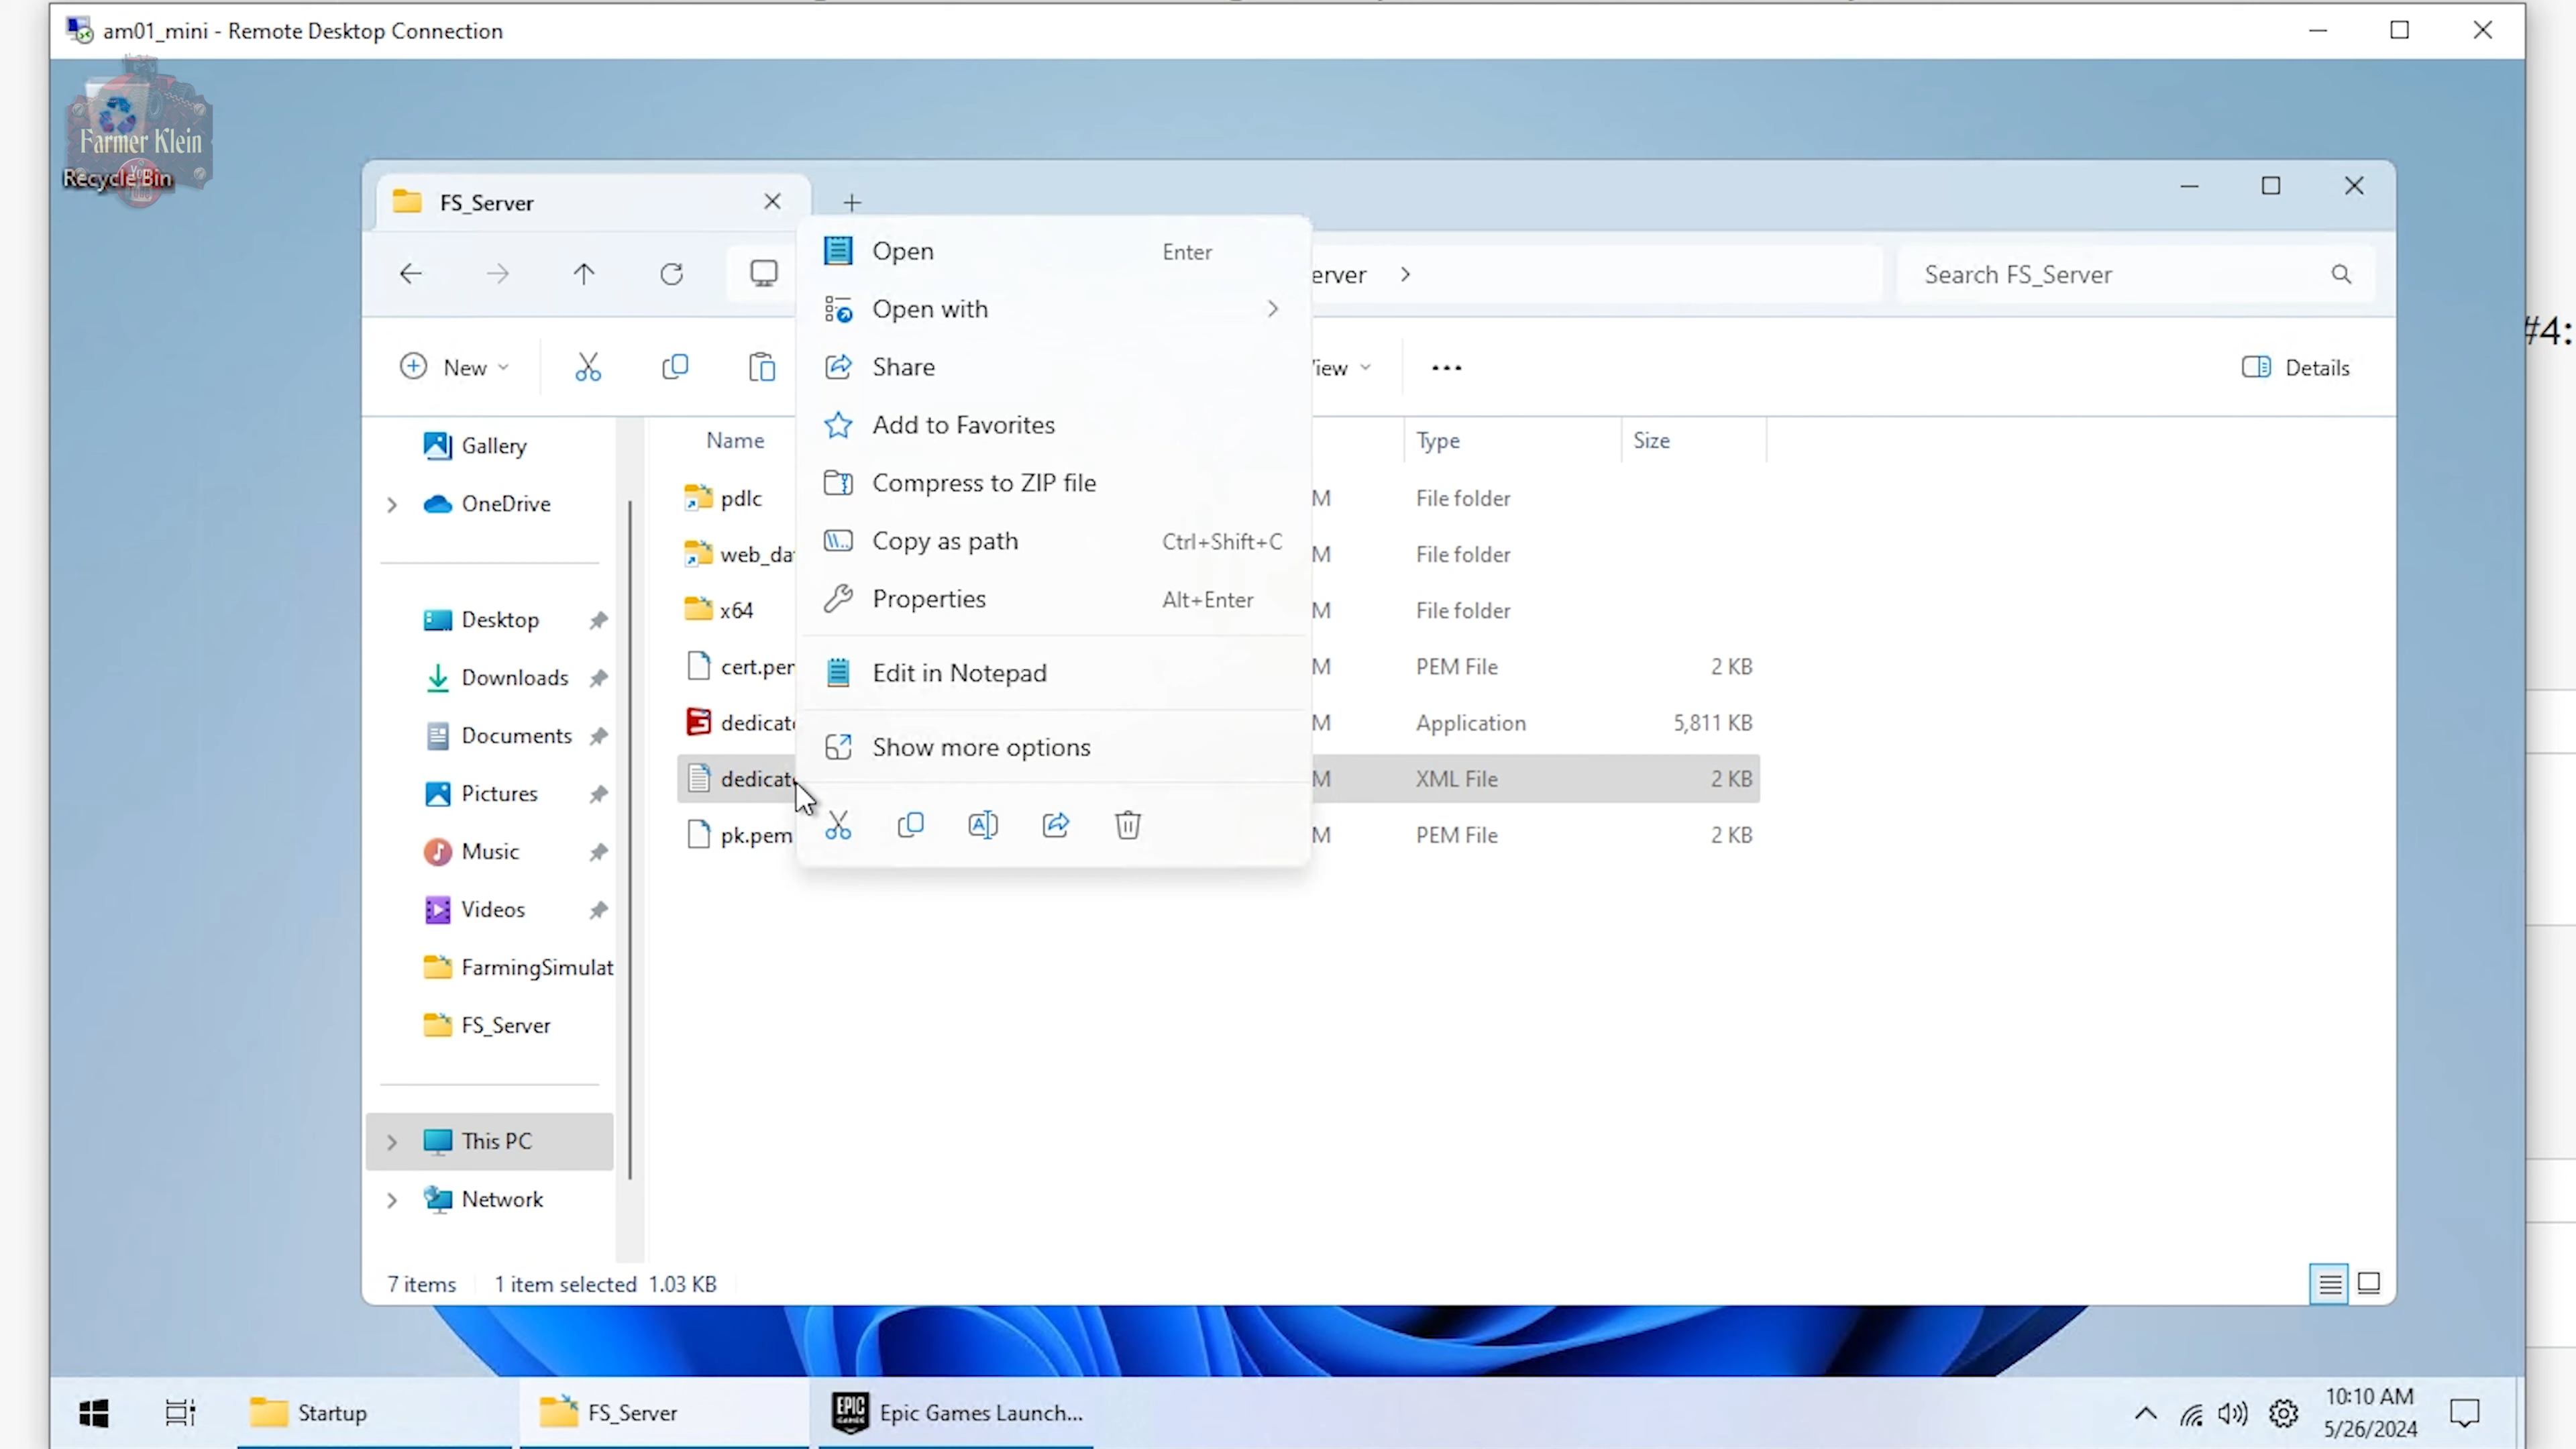 am01_mini - Remote Desktop Connection
Farmer Klein
Recycle Bin
FS_Server
erver
Search FS_Server
#4:
New
iew
Details
Open Enter
Open with
Share
Add to Favorites
Compress to ZIP file
Copy as path Ctrl+Shift+C
Properties Alt+Enter
Edit in Notepad
Show more options
Name Type Size
pdlc M File folder
web_da M File folder
x64 M File folder
cert.pem M PEM File 2 KB
dedicate M Application 5,811 KB
dedicate M XML File 2 KB
pk.pem M PEM File 2 KB
Gallery
OneDrive
Desktop
Downloads
Documents
Pictures
Music
Videos
FarmingSimulat
FS_Server
This PC
Network
7 items 1 item selected 1.03 KB
Startup
FS_Server
EPIC GAMES
Epic Games Launch...
10:10 AM
5/26/2024